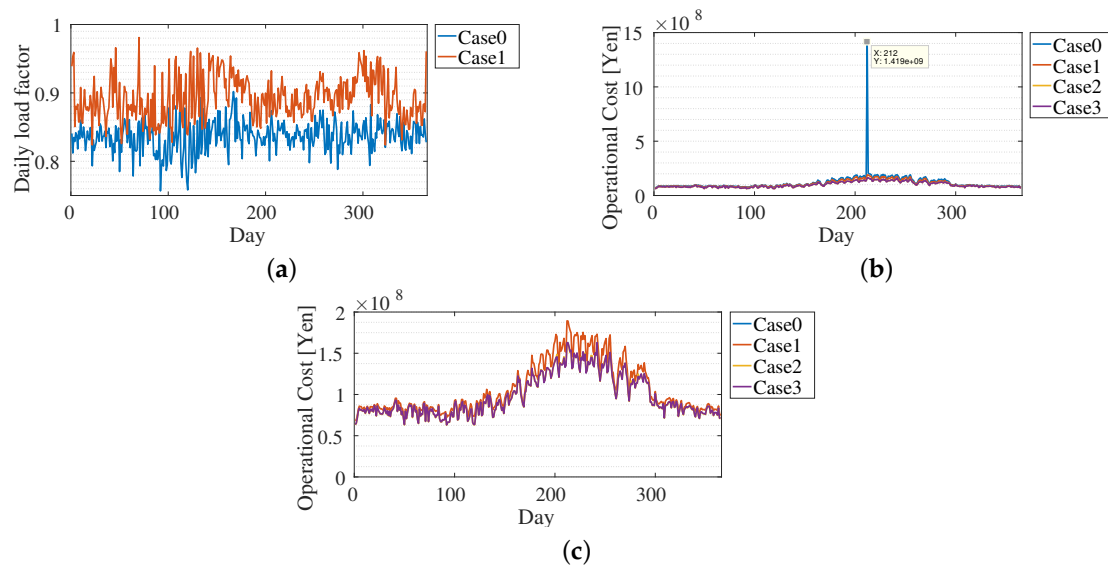 Daily load factor
1
0.9
0.8
0
100
200
300
Day
Case0
Case1
(a)
×10 8
Operational Cost [Yen]
15
10
5
0
0
100
200
300
Day
X: 212
Y: 1.419e+09
Case0
Case1
Case2
Case3
(b)
×10 8
Operational Cost [Yen]
2
1.5
1
0.5
0
0
100
200
300
Day
Case0
Case1
Case2
Case3
(c)